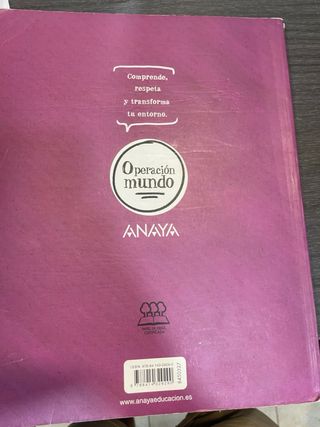 Comprende,
respeta
y transforma
tu entorno.
Operación
mundo
ANAYA
www.anayaeducacion.es